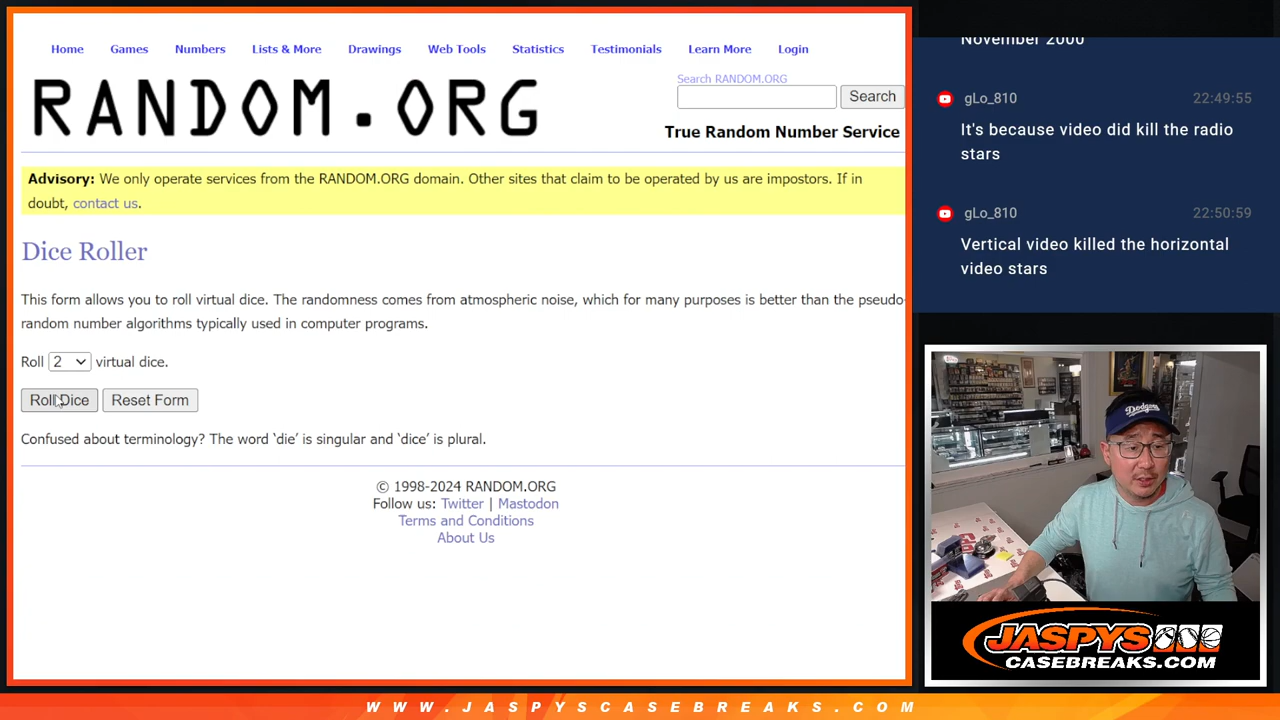 Home Games Numbers Lists & More Drawings Web Tools Statistics Testimonials Learn More Login
RANDOM.ORG
Search RANDOM.ORG
Search
True Random Number Service
Advisory: We only operate services from the RANDOM.ORG domain. Other sites that claim to be operated by us are impostors. If in
doubt, contact us.
Dice Roller
This form allows you to roll virtual dice. The randomness comes from atmospheric noise, which for many purposes is better than the pseudo-
random number algorithms typically used in computer programs.
Roll 2 virtual dice.
Roll Dice Reset Form
Confused about terminology? The word ‘die’ is singular and ‘dice’ is plural.
© 1998-2024 RANDOM.ORG
Follow us: Twitter | Mastodon
Terms and Conditions
About Us
November 2000
gLo_810 22:49:55
It's because video did kill the radio
stars
gLo_810 22:50:59
Vertical video killed the horizontal
video stars
Dodgers
JASPYS
CASEBREAKS.COM
WWW.JASPYSCASEBREAKS.COM